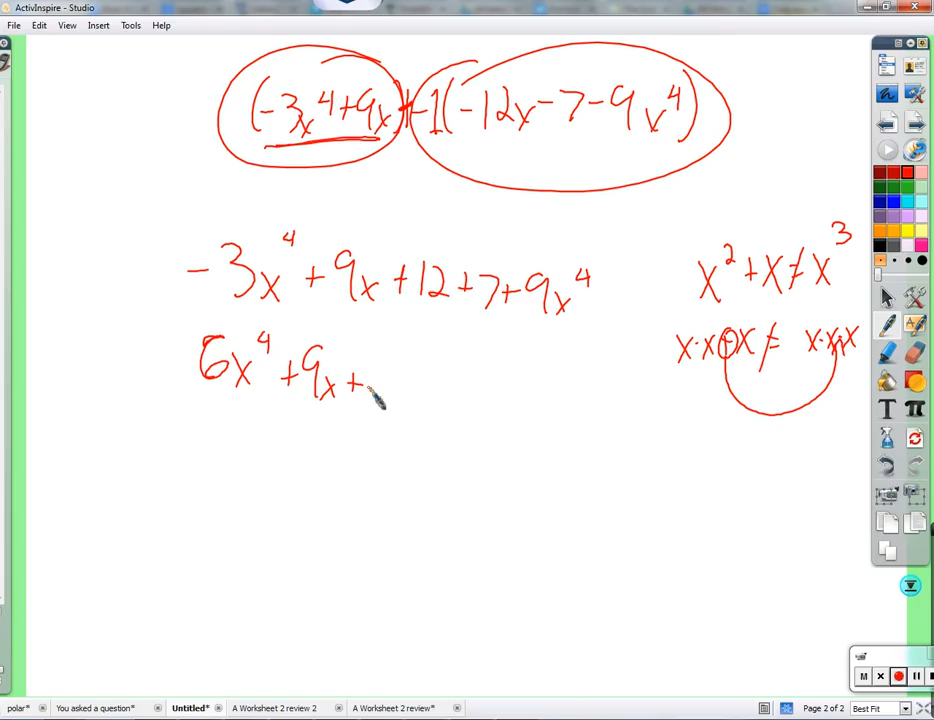 ActivInspire - Studio
File Edit View Insert Tools Help
(-3x⁴+9x)+-1(-12x-7-9x⁴)
-3x⁴+9x+12+7+9x⁴
x²+x≠x³
6x⁴+9x+
x·x+x≠ x·x·x
M
polar* You asked a question* Untitled* A Worksheet 2 review 2 A Worksheet 2 review* Page 2 of 2 Best Fit